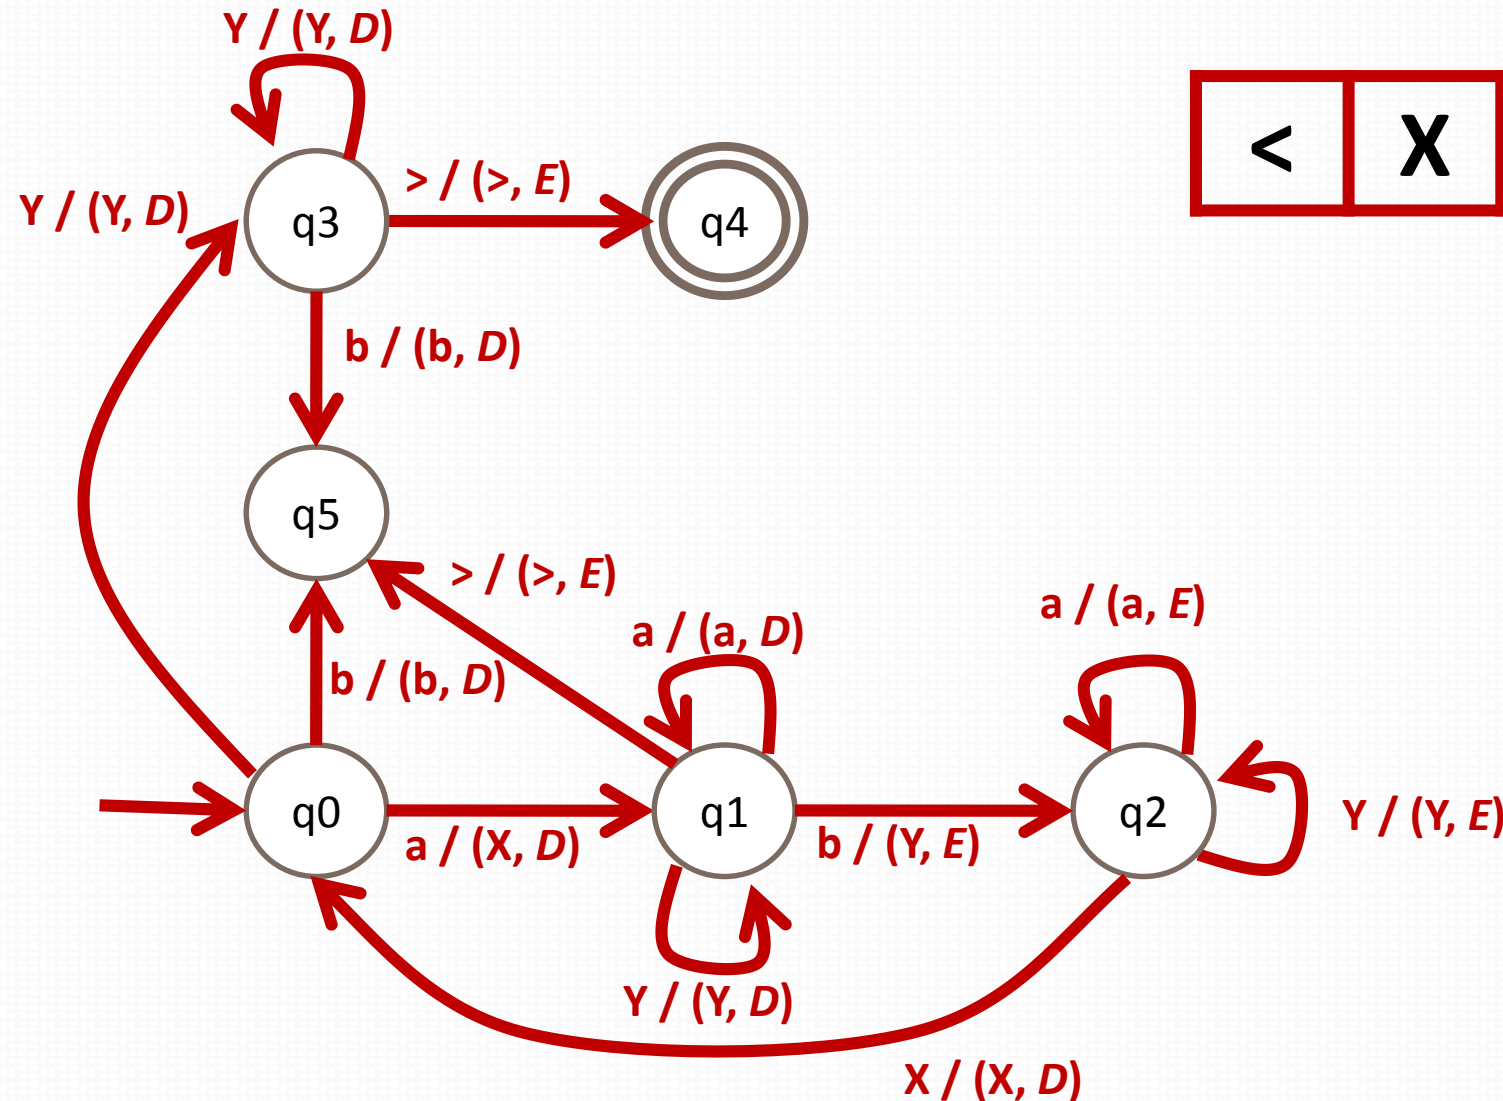 Y / (Y, D)
< X
> / (>, E)
Y / (Y, D)
q3
q4
b / (b, D)
q5
> / (>, E)
a / (a, E)
a / (a, D)
b / (b, D)
q0
q1
q2
Y / (Y, E)
a / (X, D)
b / (Y, E)
Y / (Y, D)
X / (X, D)